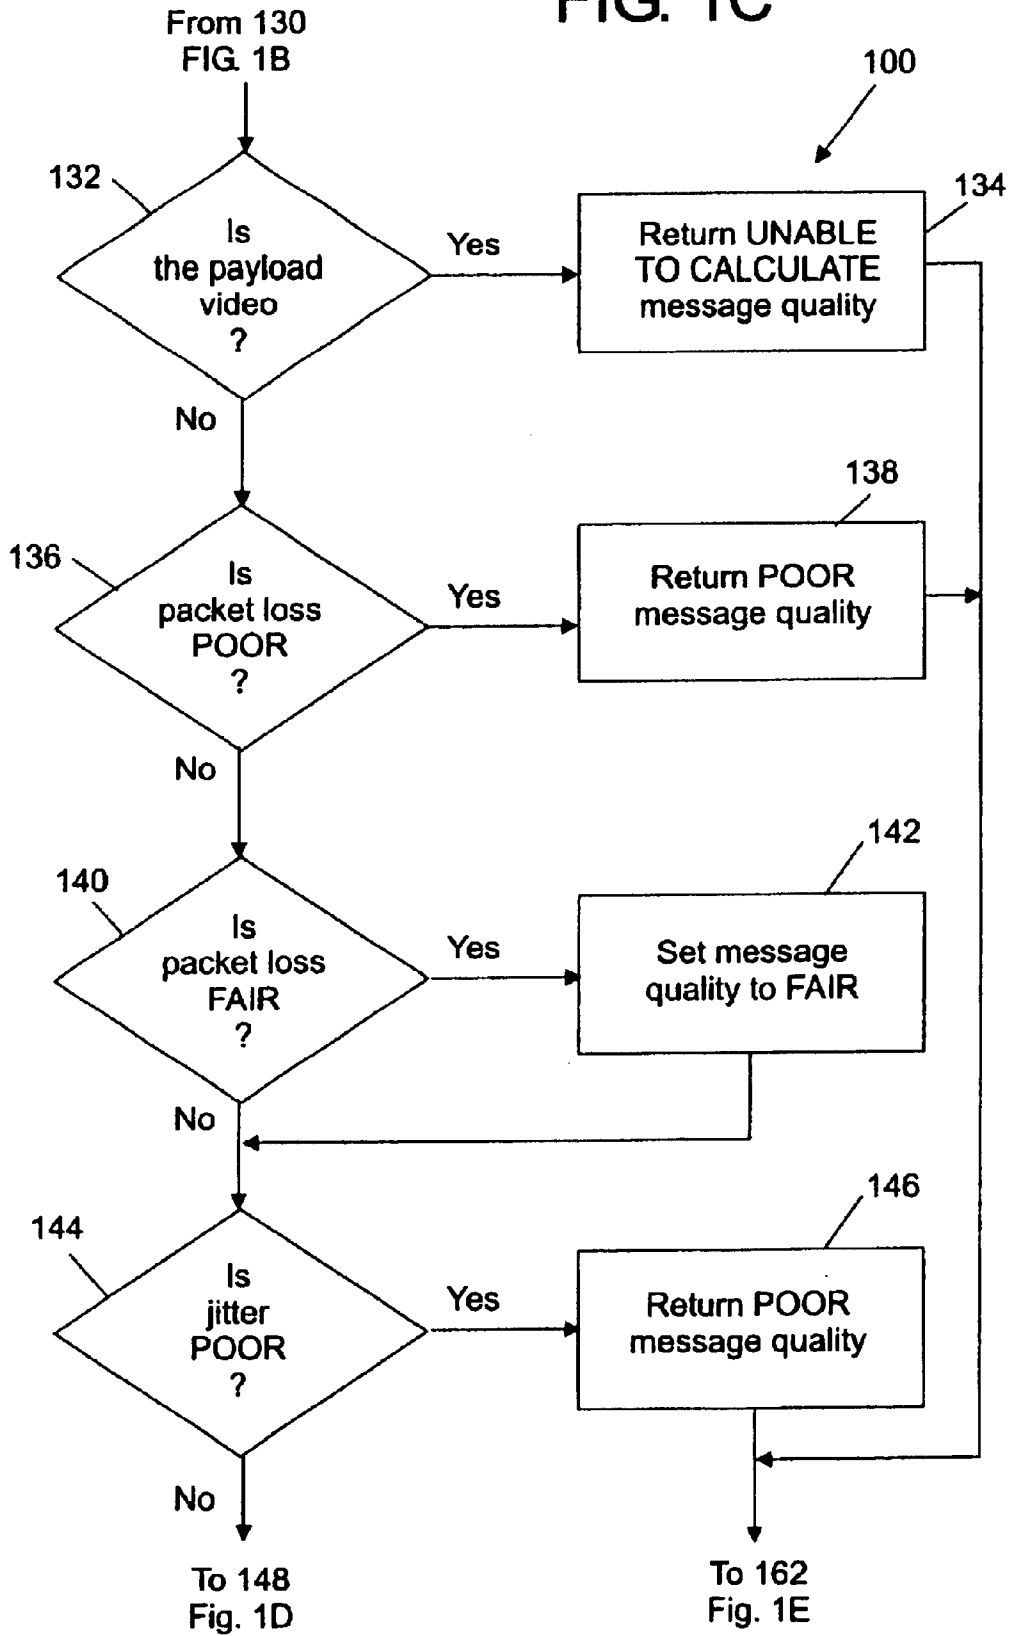 FIG. 1C
From 130
FIG. 1B
100
132
Is
the payload
video
?
Yes
134
Return UNABLE
TO CALCULATE
message quality
No
136
Is
packet loss
POOR
?
Yes
138
Return POOR
message quality
No
140
Is
packet loss
FAIR
?
Yes
142
Set message
quality to FAIR
No
144
Is
jitter
POOR
?
Yes
146
Return POOR
message quality
No
To 148
Fig. 1D
To 162
Fig. 1E